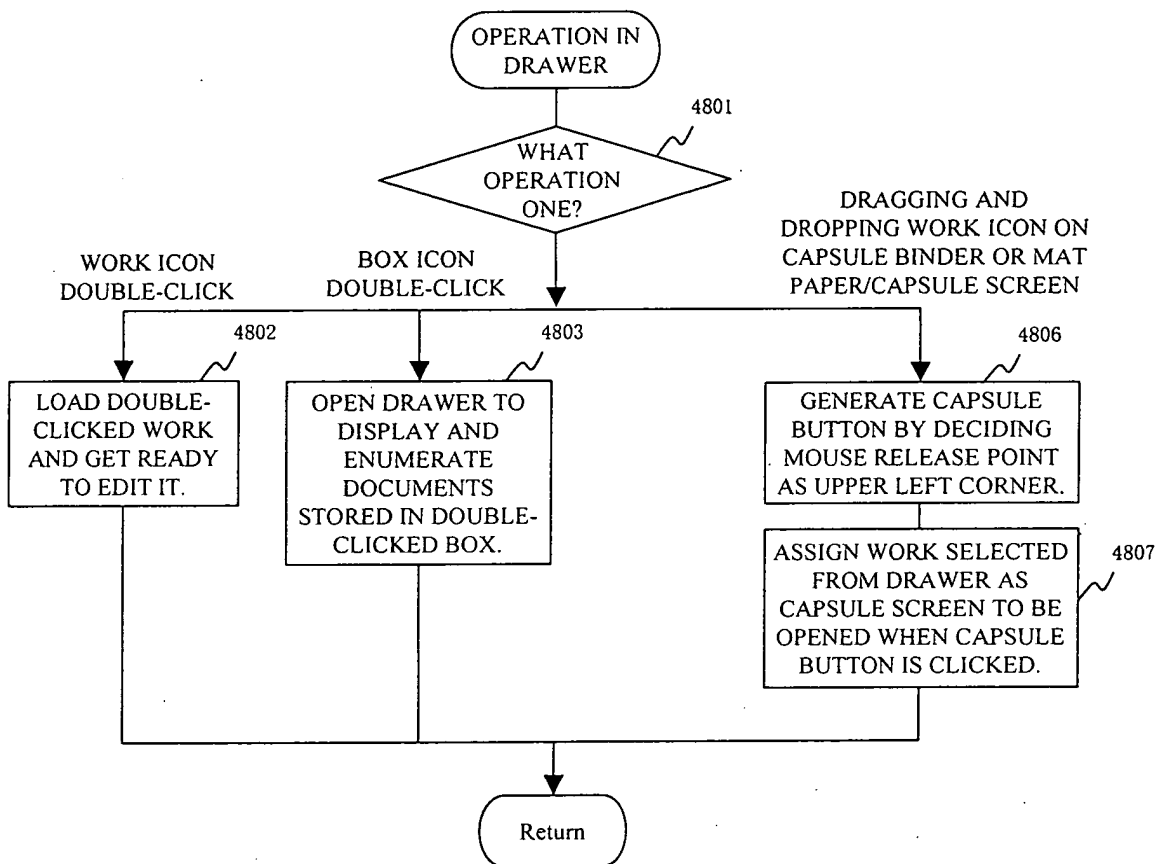 OPERATION IN
DRAWER
4801
WHAT
OPERATION
ONE?
DRAGGING AND
DROPPING WORK ICON ON
CAPSULE BINDER OR MAT
PAPER/CAPSULE SCREEN
WORK ICON
DOUBLE-CLICK
BOX ICON
DOUBLE-CLICK
4802
LOAD DOUBLE-
CLICKED WORK
AND GET READY
TO EDIT IT.
4803
OPEN DRAWER TO
DISPLAY AND
ENUMERATE
DOCUMENTS
STORED IN DOUBLE-
CLICKED BOX.
4806
GENERATE CAPSULE
BUTTON BY DECIDING
MOUSE RELEASE POINT
AS UPPER LEFT CORNER.
4807
ASSIGN WORK SELECTED
FROM DRAWER AS
CAPSULE SCREEN TO BE
OPENED WHEN CAPSULE
BUTTON IS CLICKED.
Return